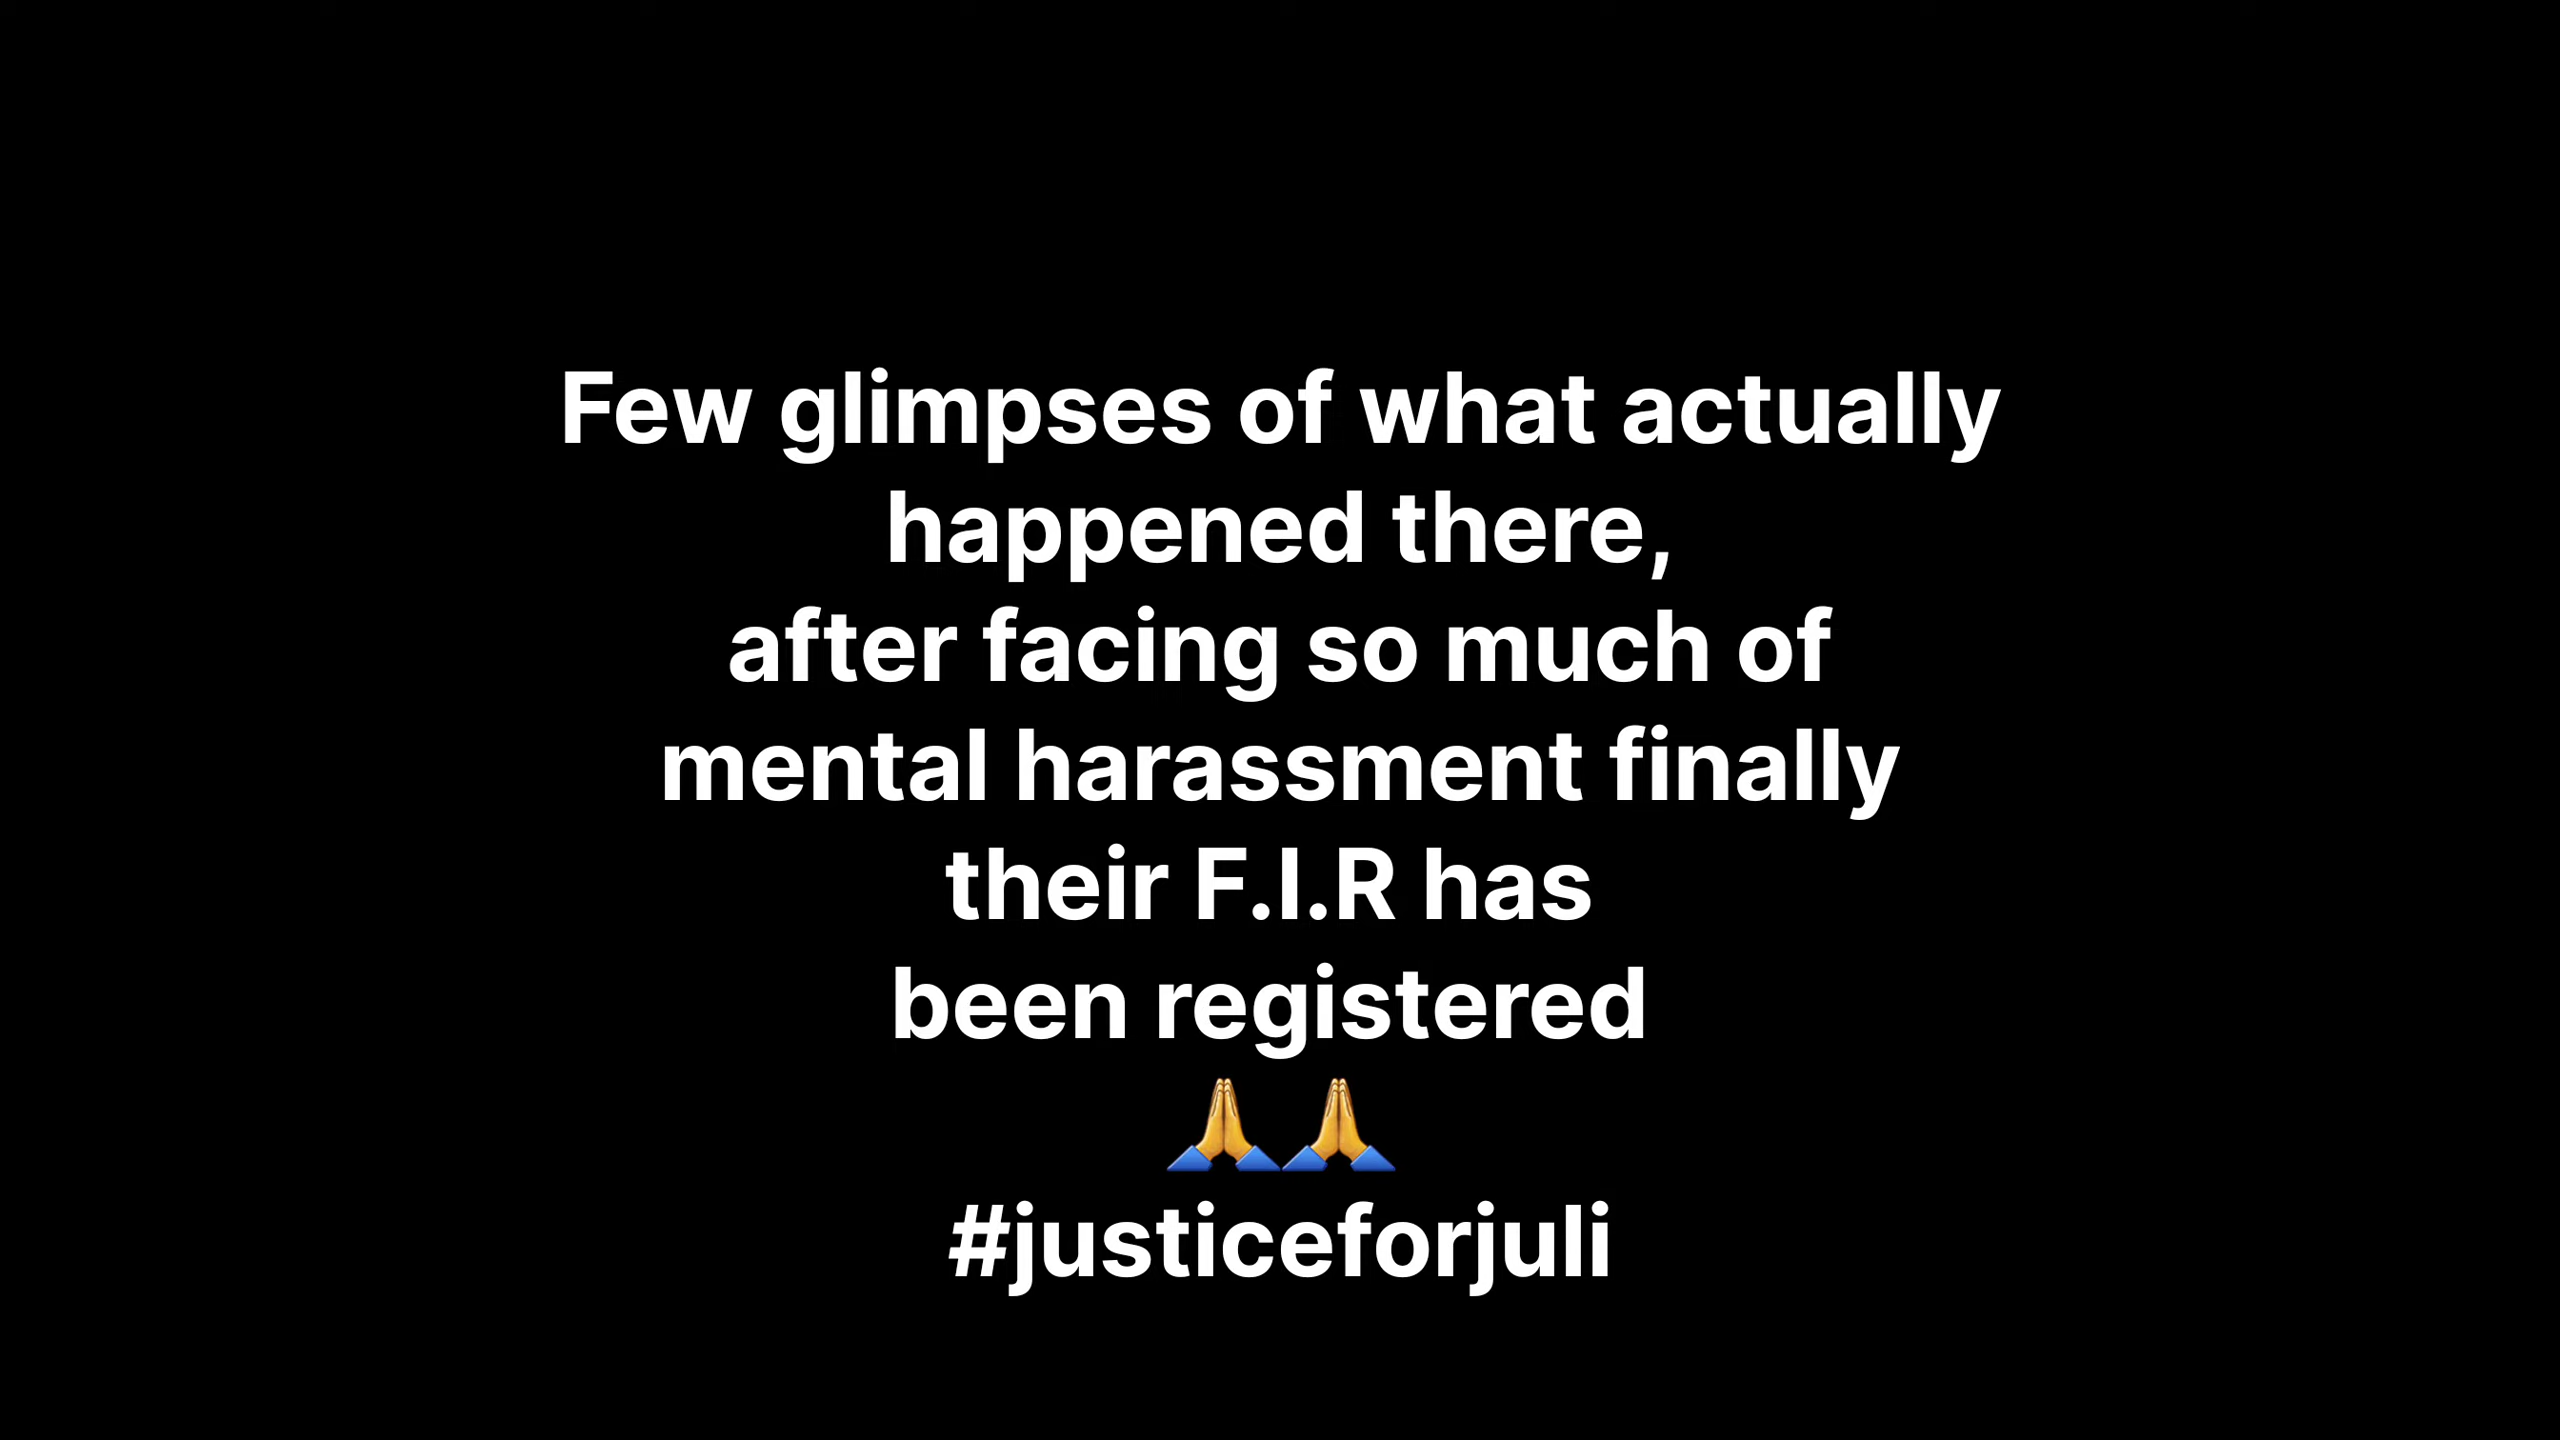 Few glimpses of what actually
happened there,
after facing so much of
mental harassment finally
their F.I.R has
been registered
🙏🙏
#justiceforjuli